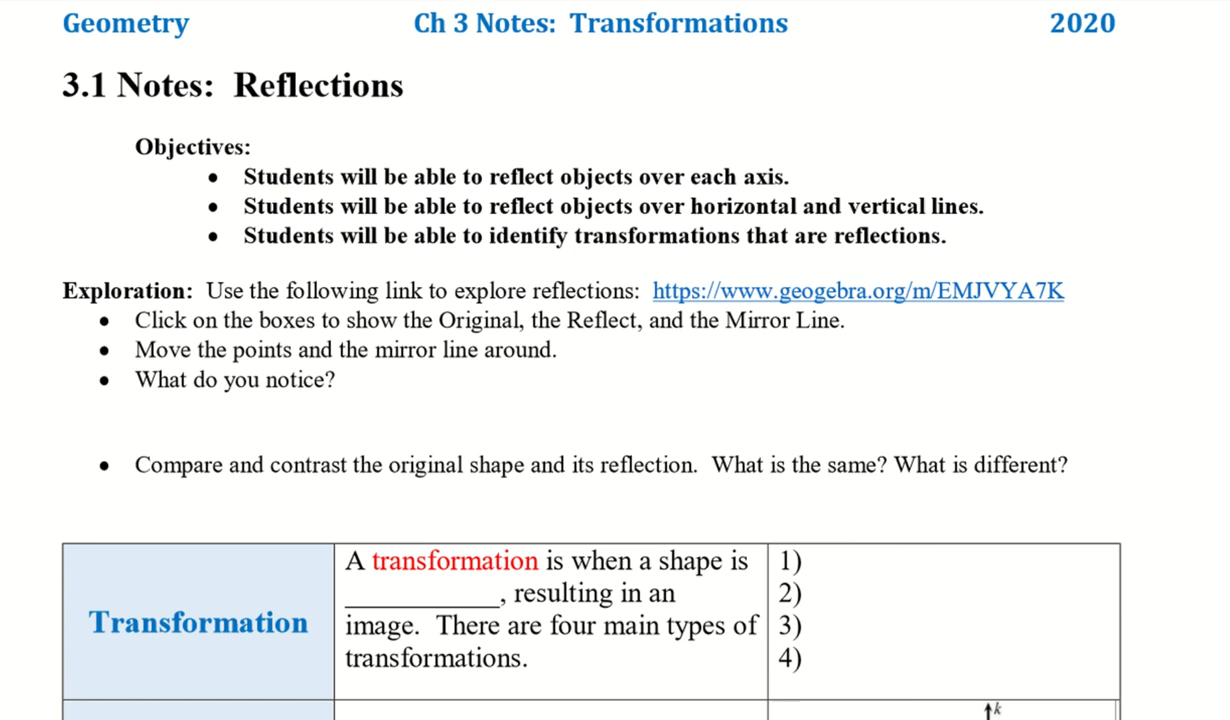 Geometry Ch 3 Notes: Transformations 2020
3.1 Notes: Reflections
Objectives:
• Students will be able to reflect objects over each axis.
• Students will be able to reflect objects over horizontal and vertical lines.
• Students will be able to identify transformations that are reflections.
Exploration: Use the following link to explore reflections: https://www.geogebra.org/m/EMJVYA7K
• Click on the boxes to show the Original, the Reflect, and the Mirror Line.
• Move the points and the mirror line around.
• What do you notice?
• Compare and contrast the original shape and its reflection. What is the same? What is different?
Transformation
A transformation is when a shape is
____________, resulting in an
image. There are four main types of
transformations.
1)
2)
3)
4)
k